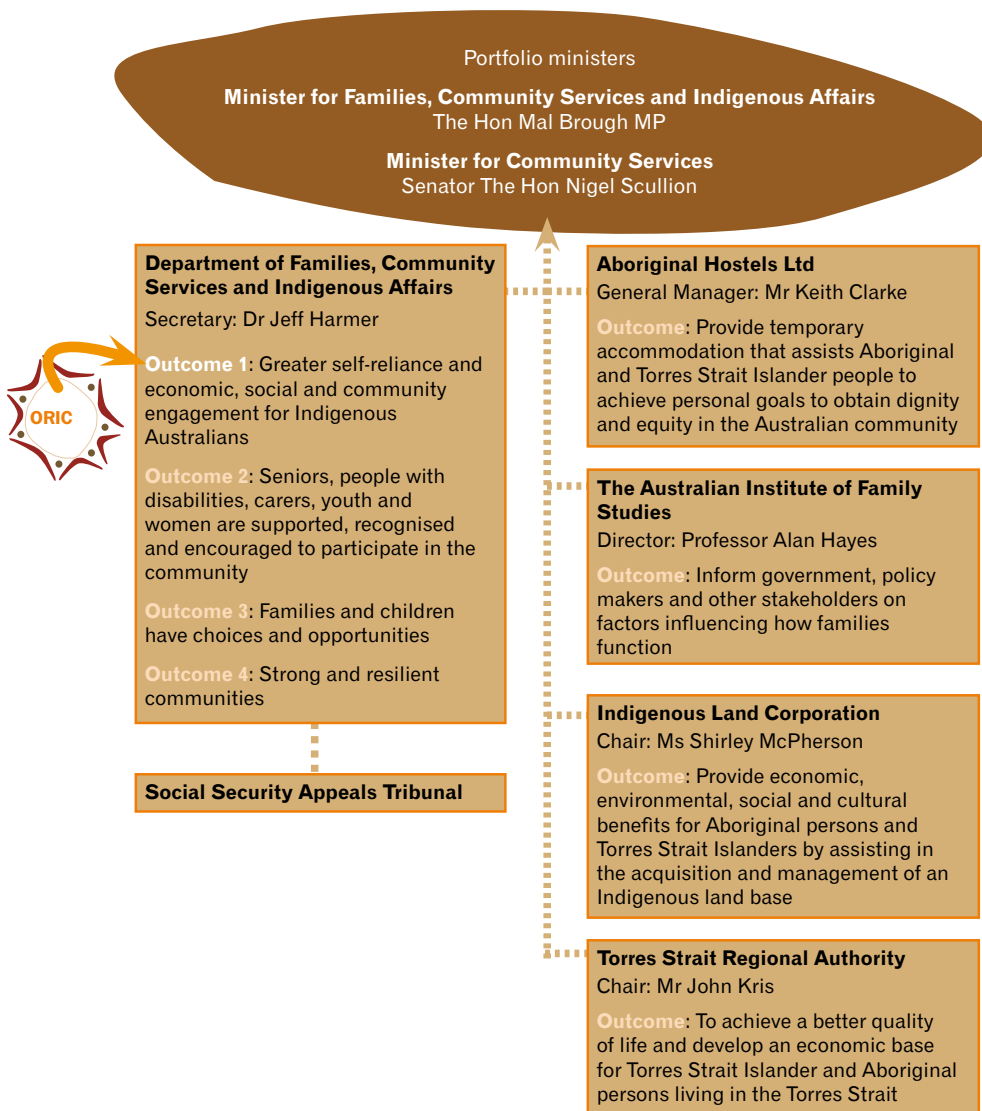 Portfolio ministers
Minister for Families, Community Services and Indigenous Affairs
The Hon Mal Brough MP
Minister for Community Services
Senator The Hon Nigel Scullion
Department of Families, Community
Services and Indigenous Affairs
Secretary: Dr Jeff Harmer
Outcome 1: Greater self-reliance and
economic, social and community
engagement for Indigenous
Australians
Outcome 2: Seniors, people with
disabilities, carers, youth and
women are supported, recognised
and encouraged to participate in the
community
Outcome 3: Families and children
have choices and opportunities
Outcome 4: Strong and resilient
communities
ORIC
Social Security Appeals Tribunal
Aboriginal Hostels Ltd
General Manager: Mr Keith Clarke
Outcome: Provide temporary
accommodation that assists Aboriginal
and Torres Strait Islander people to
achieve personal goals to obtain dignity
and equity in the Australian community
The Australian Institute of Family
Studies
Director: Professor Alan Hayes
Outcome: Inform government, policy
makers and other stakeholders on
factors influencing how families
function
Indigenous Land Corporation
Chair: Ms Shirley McPherson
Outcome: Provide economic,
environmental, social and cultural
benefits for Aboriginal persons and
Torres Strait Islanders by assisting in
the acquisition and management of an
Indigenous land base
Torres Strait Regional Authority
Chair: Mr John Kris
Outcome: To achieve a better quality
of life and develop an economic base
for Torres Strait Islander and Aboriginal
persons living in the Torres Strait